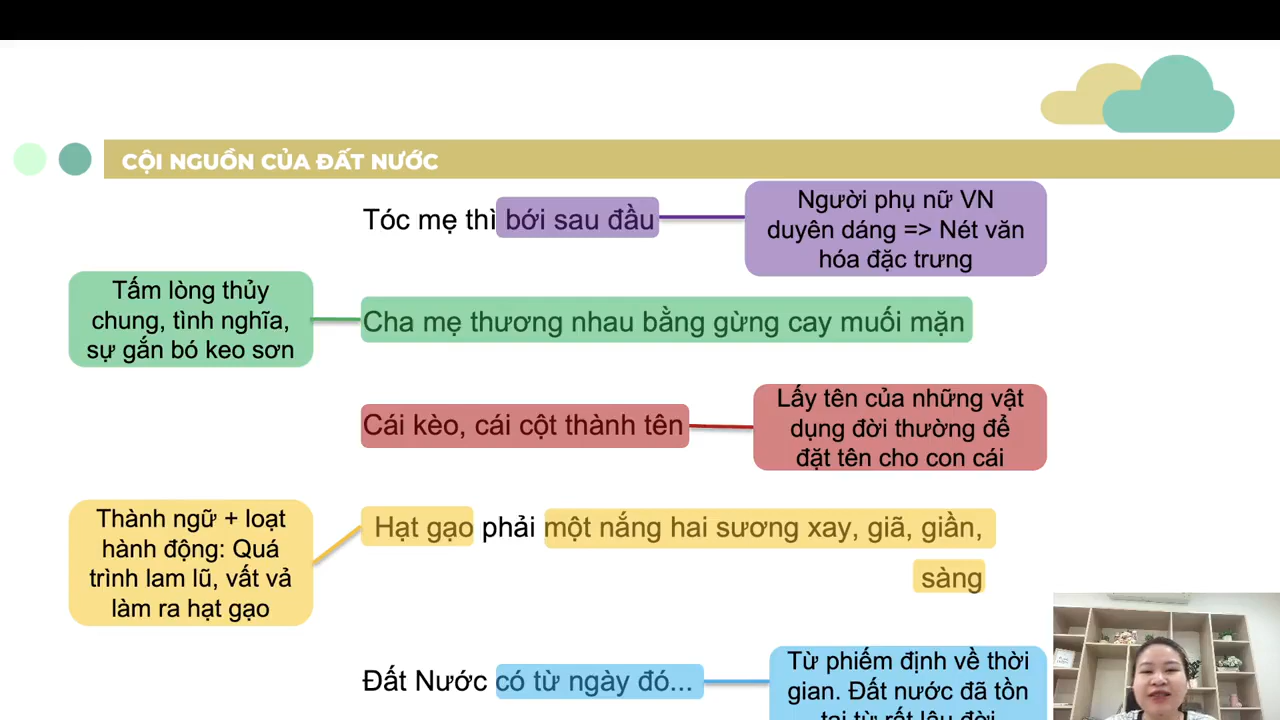 CỘI NGUỒN CỦA ĐẤT NƯỚC
Tóc mẹ thì bới sau đầu
Người phụ nữ VN
duyên dáng => Nét văn
hóa đặc trưng
Tấm lòng thủy
chung, tình nghĩa,
sự gắn bó keo sơn
Cha mẹ thương nhau bằng gừng cay muối mặn
Cái kèo, cái cột thành tên
Lấy tên của những vật
dụng đời thường để
đặt tên cho con cái
Thành ngữ + loạt
hành động: Quá
trình lam lũ, vất vả
làm ra hạt gạo
Hạt gạo phải một nắng hai sương xay, giã, giần,
sàng
Đất Nước có từ ngày đó...
Từ phiếm định về thời
gian. Đất nước đã tồn
tại từ rất lâu đời